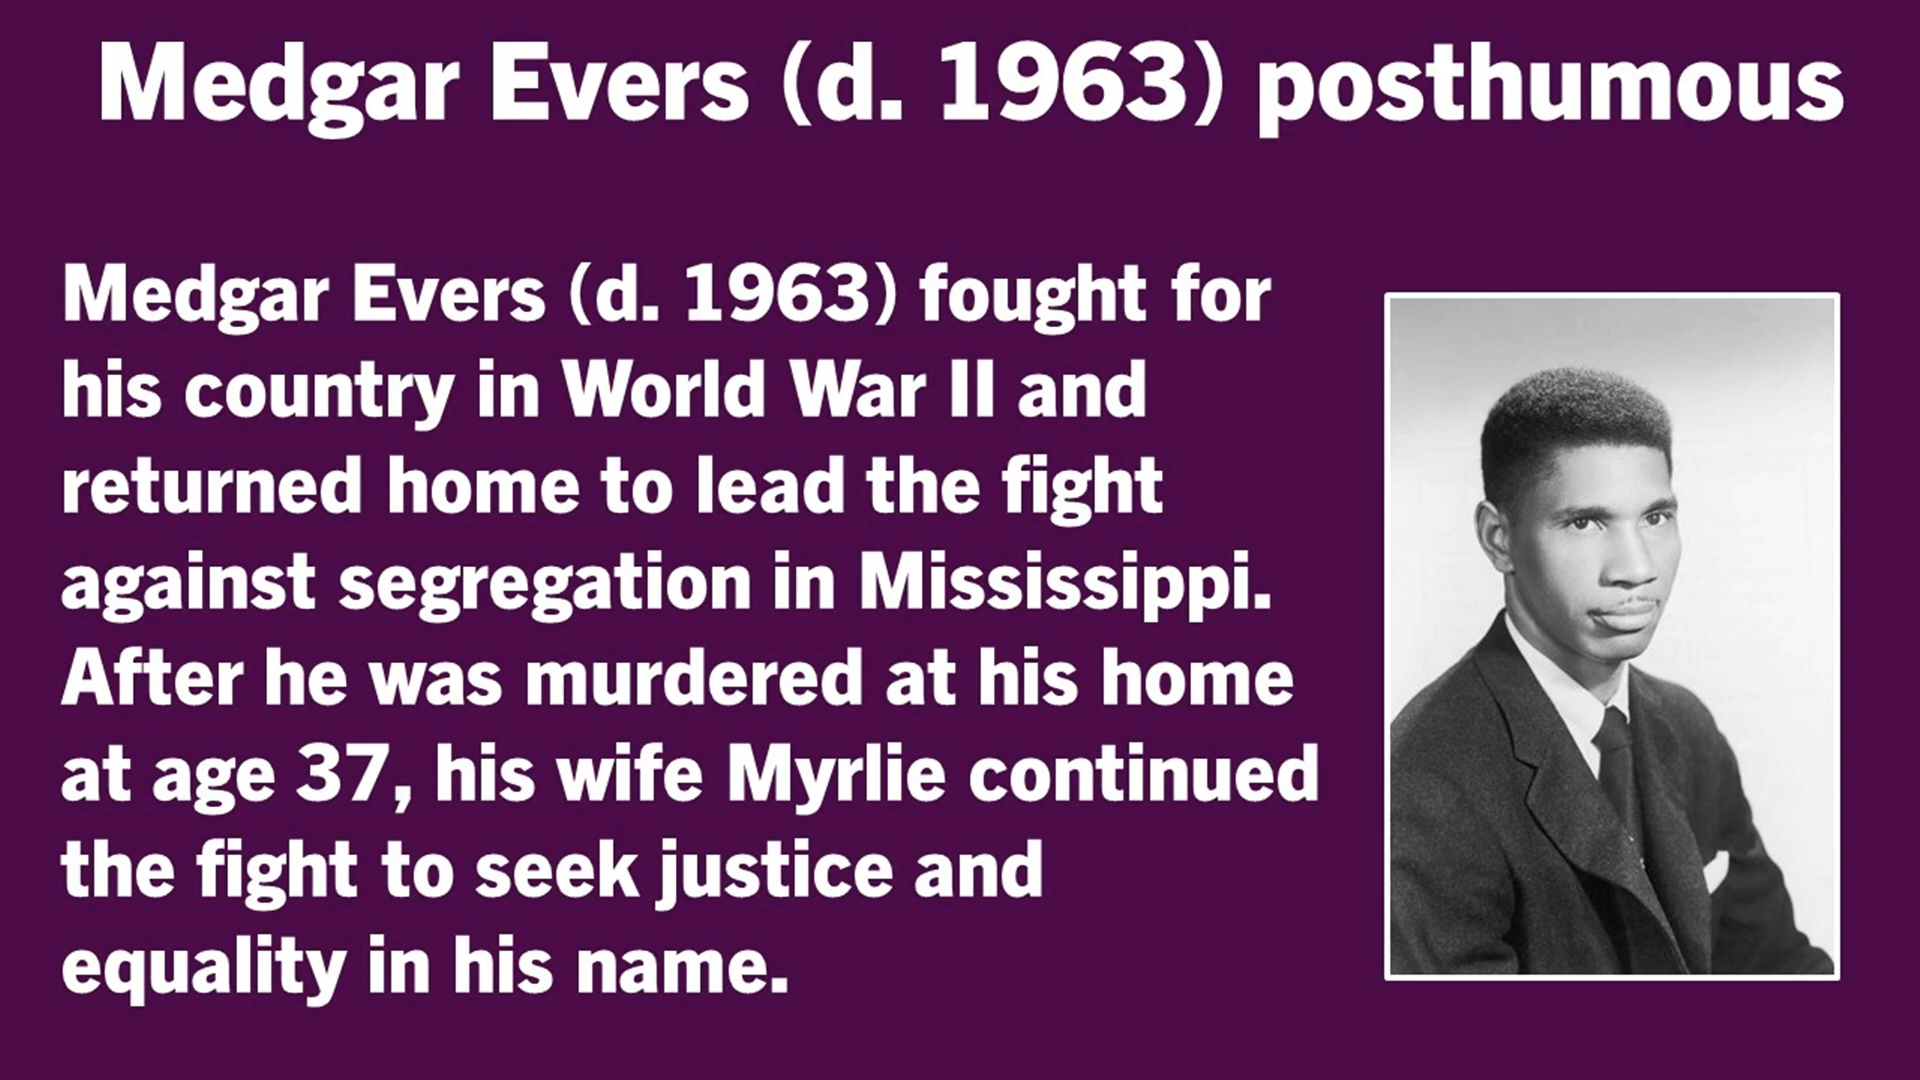 Medgar Evers (d. 1963) posthumous
Medgar Evers (d. 1963) fought for
his country in World War II and
returned home to lead the fight
against segregation in Mississippi.
After he was murdered at his home
at age 37, his wife Myrlie continued
the fight to seek justice and
equality in his name.